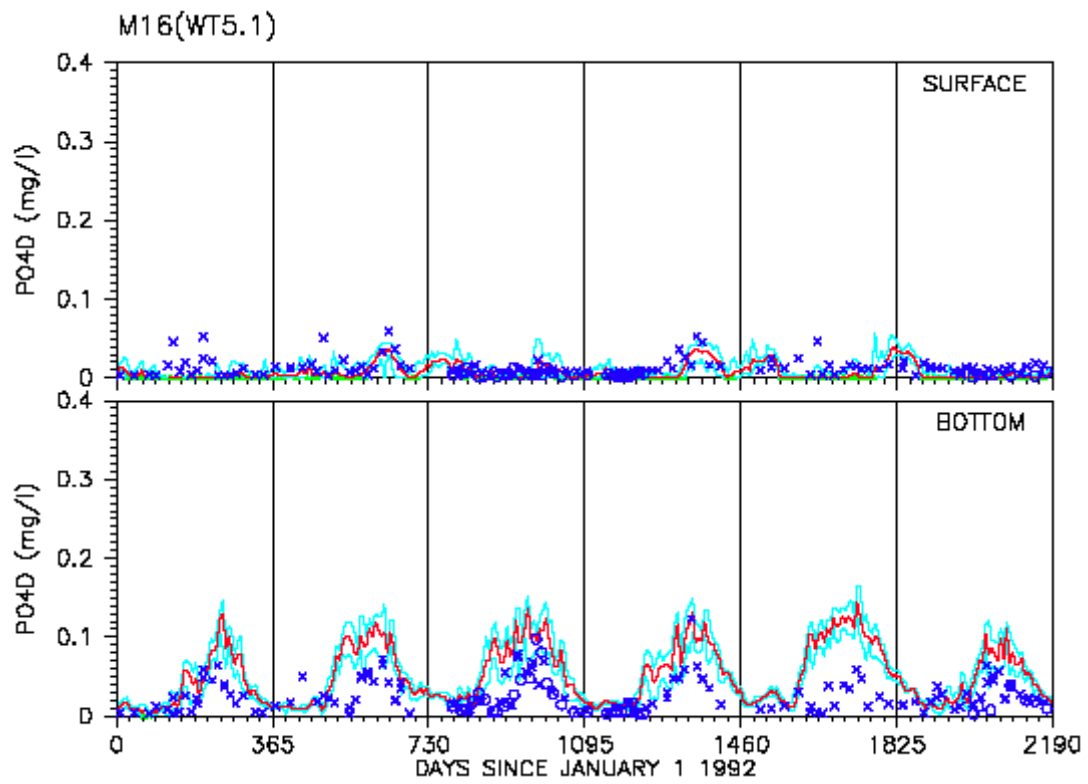 M16(WT5.1)
0.4
SURFACE
0.3
PO4D (mg/l)
0.2
0.1
0
0.4
BOTTOM
0.3
PO4D (mg/l)
0.2
0.1
0
0 365 730 1095 1460 1825 2190
DAYS SINCE JANUARY 1 1992